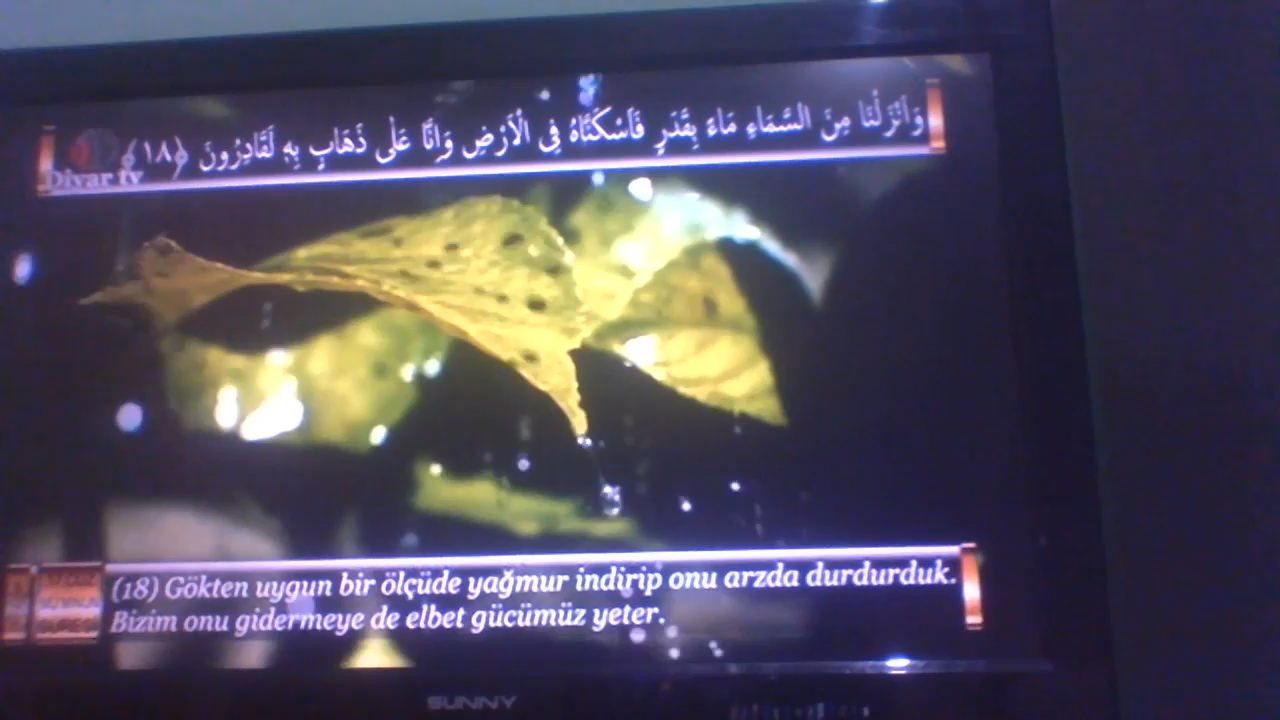 وَاَنْزَلْنَا مِنَ السَّمَاءِ مَاءً بِقَدَرٍ فَاَسْكَنَّاهُ فِى الْاَرْضِ وَاِنَّا عَلٰى ذَهَابٍ بِهٖ لَقَادِرُونَ ﴿١٨﴾
Divar tv
(18) Gökten uygun bir ölçüde yağmur indirip onu arzda durdurduk.
Bizim onu gidermeye de elbet gücümüz yeter.
SUNNY